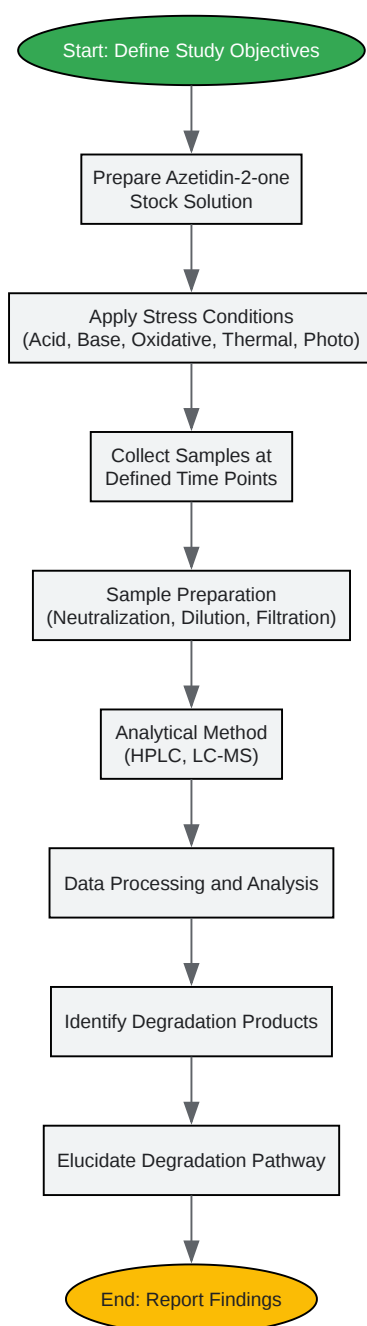 Start: Define Study Objectives
Prepare Azetidin-2-one
Stock Solution
Apply Stress Conditions
(Acid, Base, Oxidative, Thermal, Photo)
Collect Samples at
Defined Time Points
Sample Preparation
(Neutralization, Dilution, Filtration)
Analytical Method
(HPLC, LC-MS)
Data Processing and Analysis
Identify Degradation Products
Elucidate Degradation Pathway
End: Report Findings